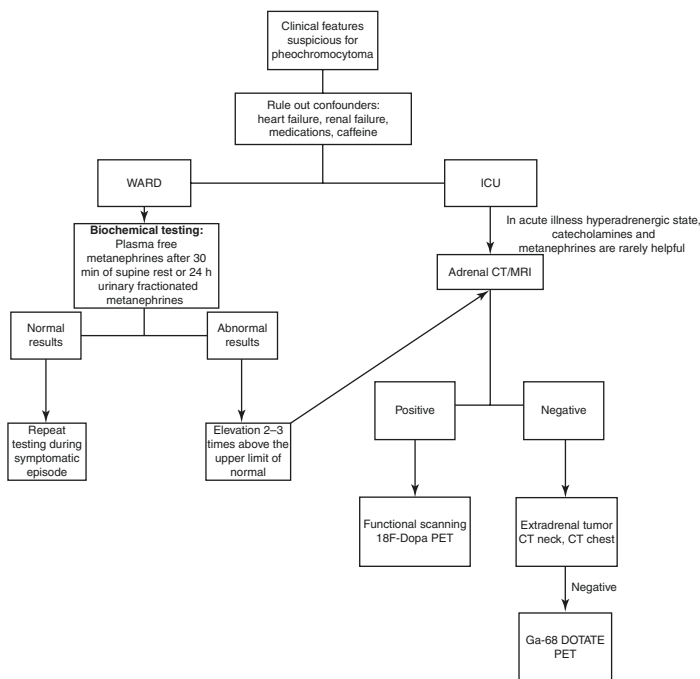 Clinical features
suspicious for
pheochromocytoma
Rule out confounders:
heart failure, renal failure,
medications, caffeine
WARD
ICU
Biochemical testing:
Plasma free
metanephrines after 30
min of supine rest or 24 h
urinary fractionated
metanephrines
In acute illness hyperadrenergic state,
catecholamines and
metanephrines are rarely helpful
Adrenal CT/MRI
Normal
results
Abnormal
results
Repeat
testing during
symptomatic
episode
Elevation 2–3
times above the
upper limit of
normal
Positive
Negative
Functional scanning
18F-Dopa PET
Extradrenal tumor
CT neck, CT chest
Negative
Ga-68 DOTATE
PET